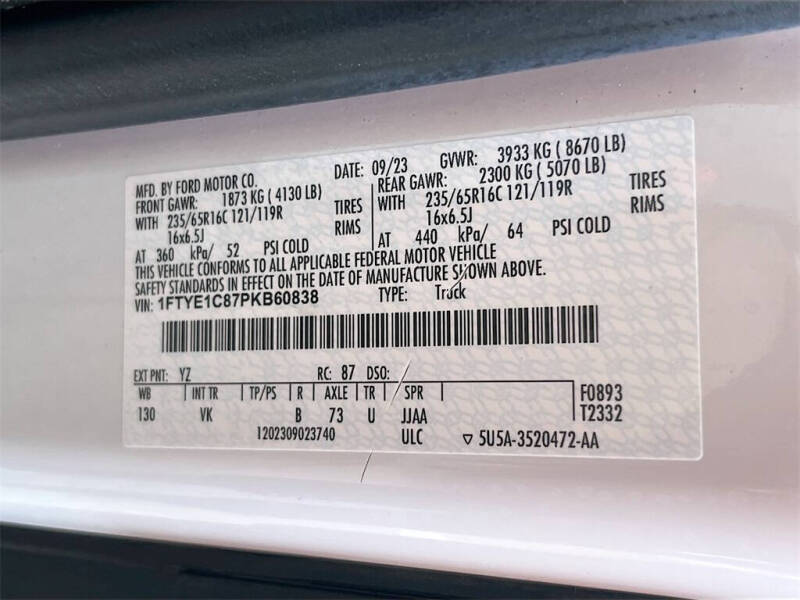 MFD. BY FORD MOTOR CO. DATE: 09/23 GVWR: 3933 KG ( 8670 LB)
FRONT GAWR: 1873 KG ( 4130 LB) REAR GAWR: 2300 KG ( 5070 LB)
WITH 235/65R16C 121/119R TIRES WITH 235/65R16C 121/119R TIRES
16x6.5J RIMS 16x6.5J RIMS
AT 360 kPa/ 52 PSI COLD AT 440 kPa/ 64 PSI COLD
THIS VEHICLE CONFORMS TO ALL APPLICABLE FEDERAL MOTOR VEHICLE
SAFETY STANDARDS IN EFFECT ON THE DATE OF MANUFACTURE SHOWN ABOVE.
VIN: 1FTYE1C87PKB60838 TYPE: Truck
EXT PNT: YZ RC: 87 DSO:
WB INT TR TP/PS R AXLE TR SPR F0893
130 VK B 73 U JJAA T2332
1202309023740 ULC ▽ 5U5A-3520472-AA